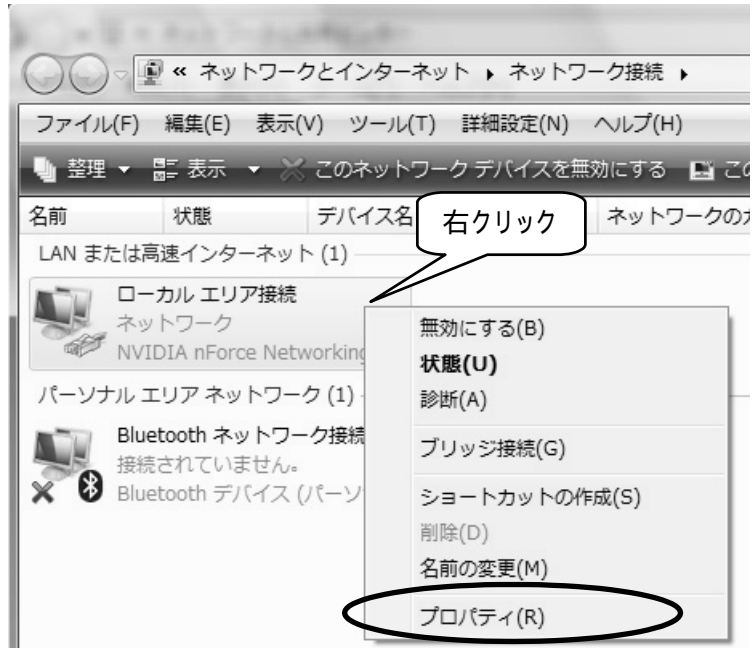 « ネットワークとインターネット ▸ ネットワーク接続 ▸
ファイル(F) 編集(E) 表示(V) ツール(T) 詳細設定(N) ヘルプ(H)
整理 ▼ 表示 ▼ このネットワーク デバイスを無効にする この
名前 状態 デバイス名 ネットワークのカ
右クリック
LAN または高速インターネット (1)
ローカル エリア接続
ネットワーク
NVIDIA nForce Networking
パーソナル エリア ネットワーク (1)
Bluetooth ネットワーク接続
接続されていません。
Bluetooth デバイス (パーソ
無効にする(B)
状態(U)
診断(A)
ブリッジ接続(G)
ショートカットの作成(S)
削除(D)
名前の変更(M)
プロパティ(R)